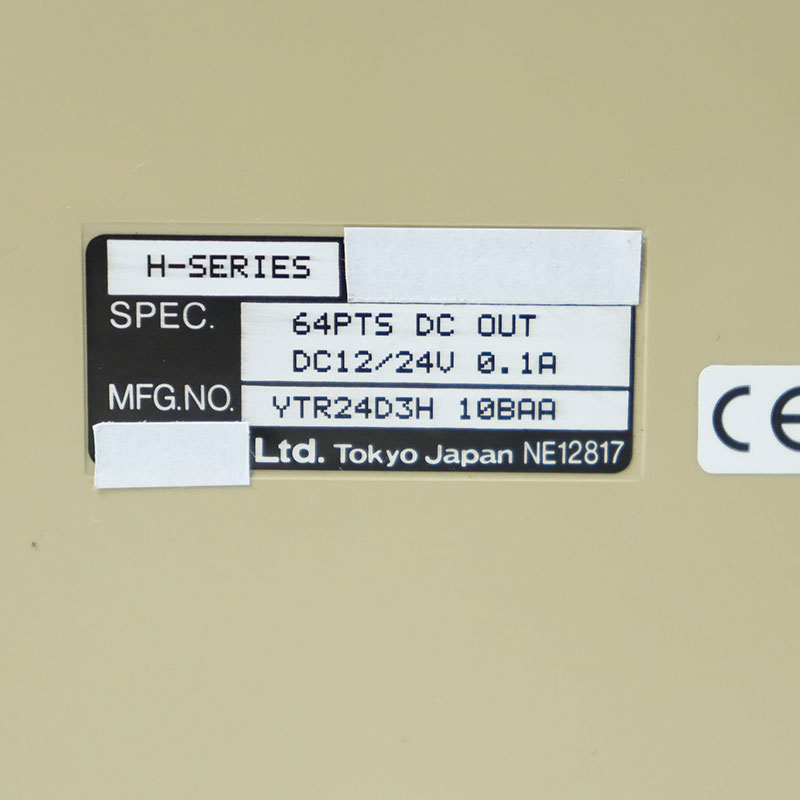 H-SERIES
SPEC. 64PTS DC OUT
DC12/24V 0.1A
MFG.NO. YTR24D3H 10BAA
Ltd. Tokyo Japan NE12817
CE